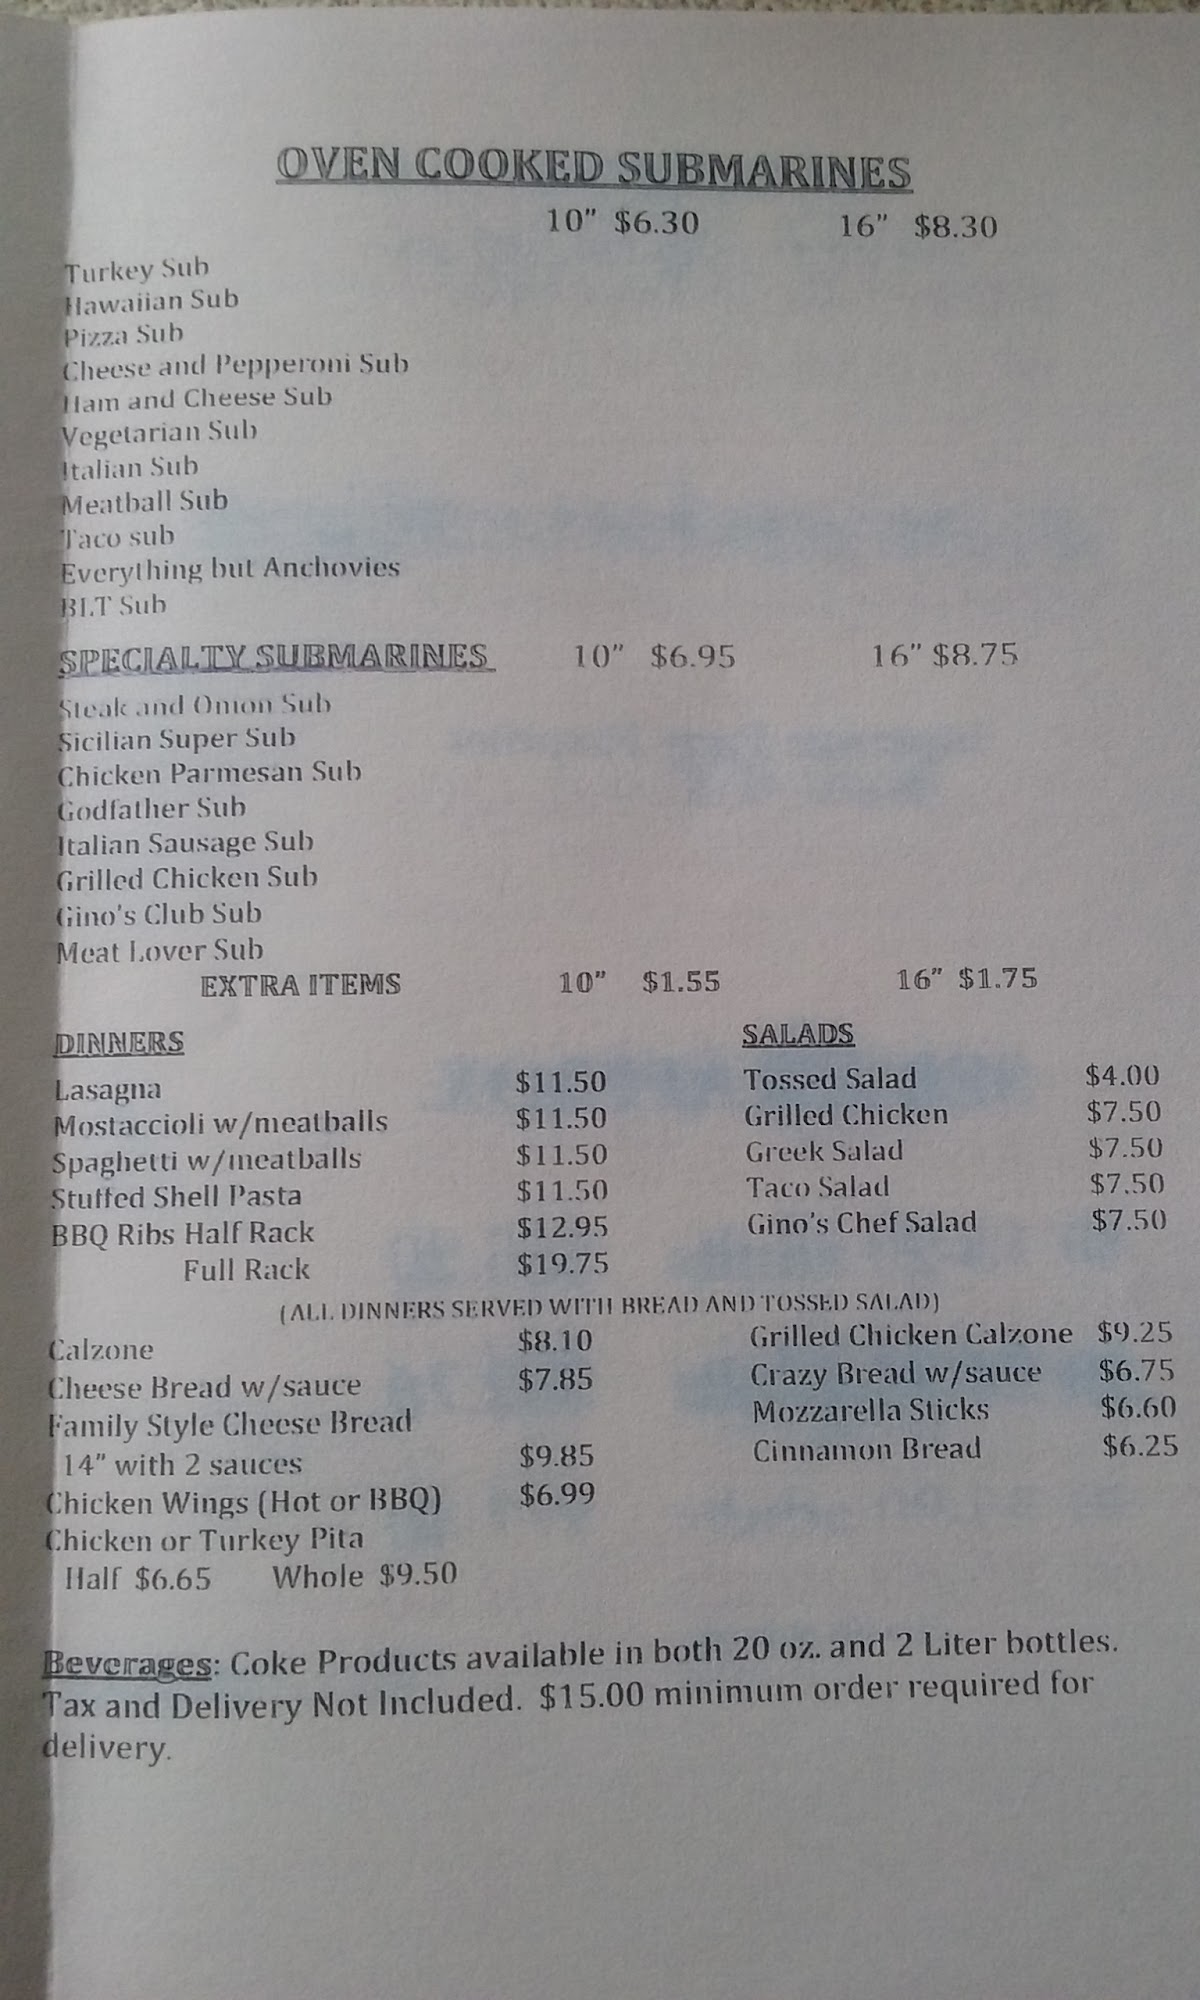 OVEN COOKED SUBMARINES
10" $6.30 16" $8.30
Turkey Sub
Hawaiian Sub
Pizza Sub
Cheese and Pepperoni Sub
Ham and Cheese Sub
Vegetarian Sub
Italian Sub
Meatball Sub
Taco sub
Everything but Anchovies
BLT Sub
SPECIALTY SUBMARINES 10" $6.95 16" $8.75
Steak and Onion Sub
Sicilian Super Sub
Chicken Parmesan Sub
Godfather Sub
Italian Sausage Sub
Grilled Chicken Sub
Gino's Club Sub
Meat Lover Sub
EXTRA ITEMS 10" $1.55 16" $1.75
DINNERS SALADS
Lasagna $11.50 Tossed Salad $4.00
Mostaccioli w/meatballs $11.50 Grilled Chicken $7.50
Spaghetti w/meatballs $11.50 Greek Salad $7.50
Stuffed Shell Pasta $11.50 Taco Salad $7.50
BBQ Ribs Half Rack $12.95 Gino's Chef Salad $7.50
Full Rack $19.75
(ALL DINNERS SERVED WITH BREAD AND TOSSED SALAD)
Calzone $8.10 Grilled Chicken Calzone $9.25
Cheese Bread w/sauce $7.85 Crazy Bread w/sauce $6.75
Family Style Cheese Bread Mozzarella Sticks $6.60
14" with 2 sauces $9.85 Cinnamon Bread $6.25
Chicken Wings (Hot or BBQ) $6.99
Chicken or Turkey Pita
Half $6.65 Whole $9.50
Beverages: Coke Products available in both 20 oz. and 2 Liter bottles.
Tax and Delivery Not Included. $15.00 minimum order required for
delivery.